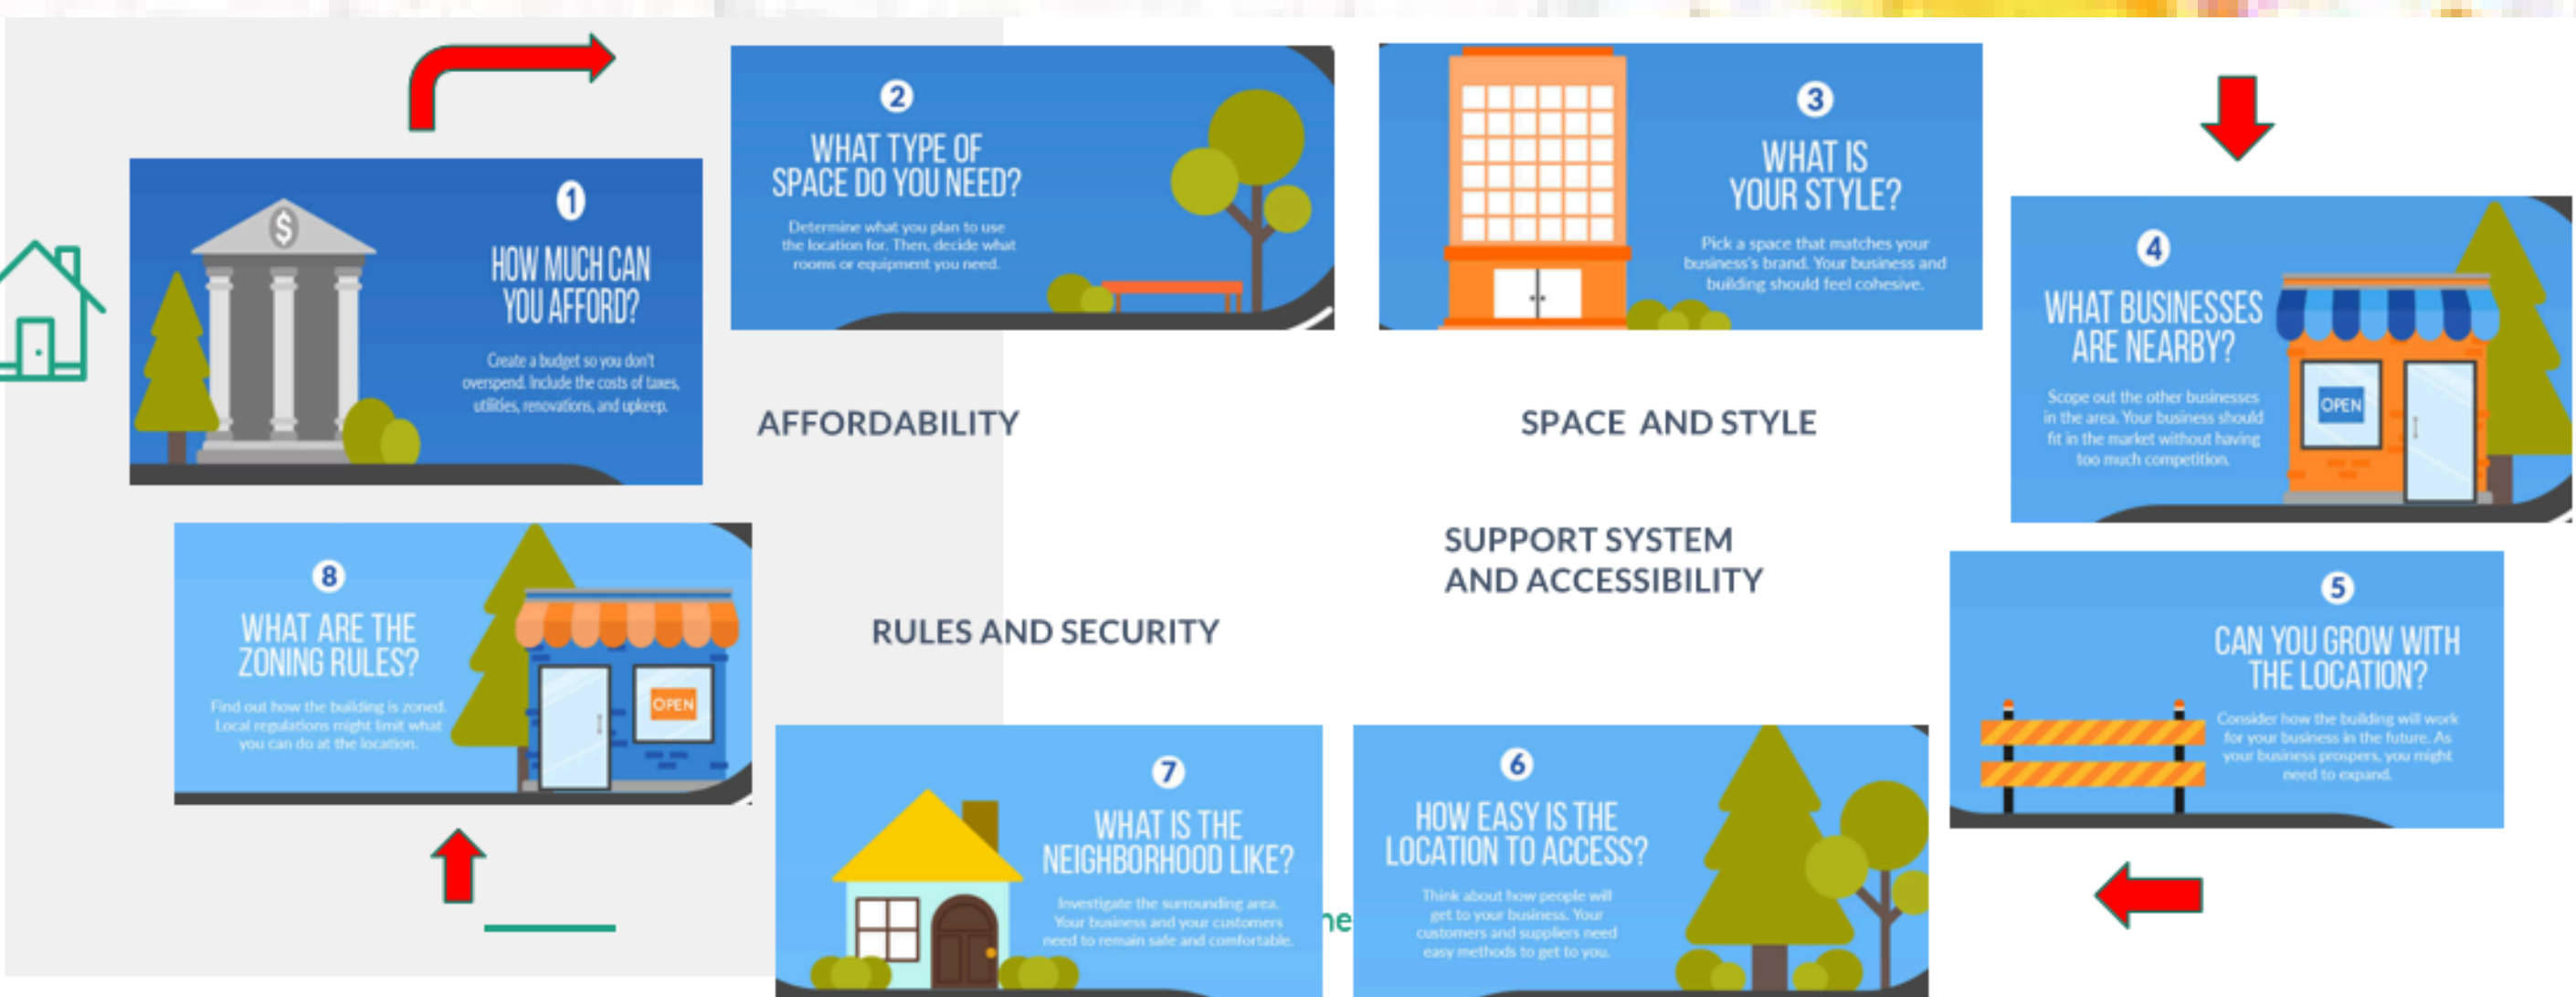 1
HOW MUCH CAN
YOU AFFORD?
Create a budget so you don't
overspend. Include the costs of taxes,
utilities, renovations, and upkeep.
$
2
WHAT TYPE OF
SPACE DO YOU NEED?
Determine what you plan to use
the location for. Then, decide what
rooms or equipment you need.
3
WHAT IS
YOUR STYLE?
Pick a space that matches your
business's brand. Your business and
building should feel cohesive.
4
WHAT BUSINESSES
ARE NEARBY?
Scope out the other businesses
in the area. Your business should
fit in the market without having
too much competition.
OPEN
AFFORDABILITY
SPACE AND STYLE
SUPPORT SYSTEM
AND ACCESSIBILITY
RULES AND SECURITY
5
CAN YOU GROW WITH
THE LOCATION?
Consider how the building will work
for your business in the future. As
your business prospers, you might
need to expand.
6
HOW EASY IS THE
LOCATION TO ACCESS?
Think about how people will
get to your business. Your
customers and suppliers need
easy methods to get to you.
7
WHAT IS THE
NEIGHBORHOOD LIKE?
Investigate the surrounding area.
Your business and your customers
need to remain safe and comfortable.
8
WHAT ARE THE
ZONING RULES?
Find out how the building is zoned.
Local regulations might limit what
you can do at the location.
OPEN